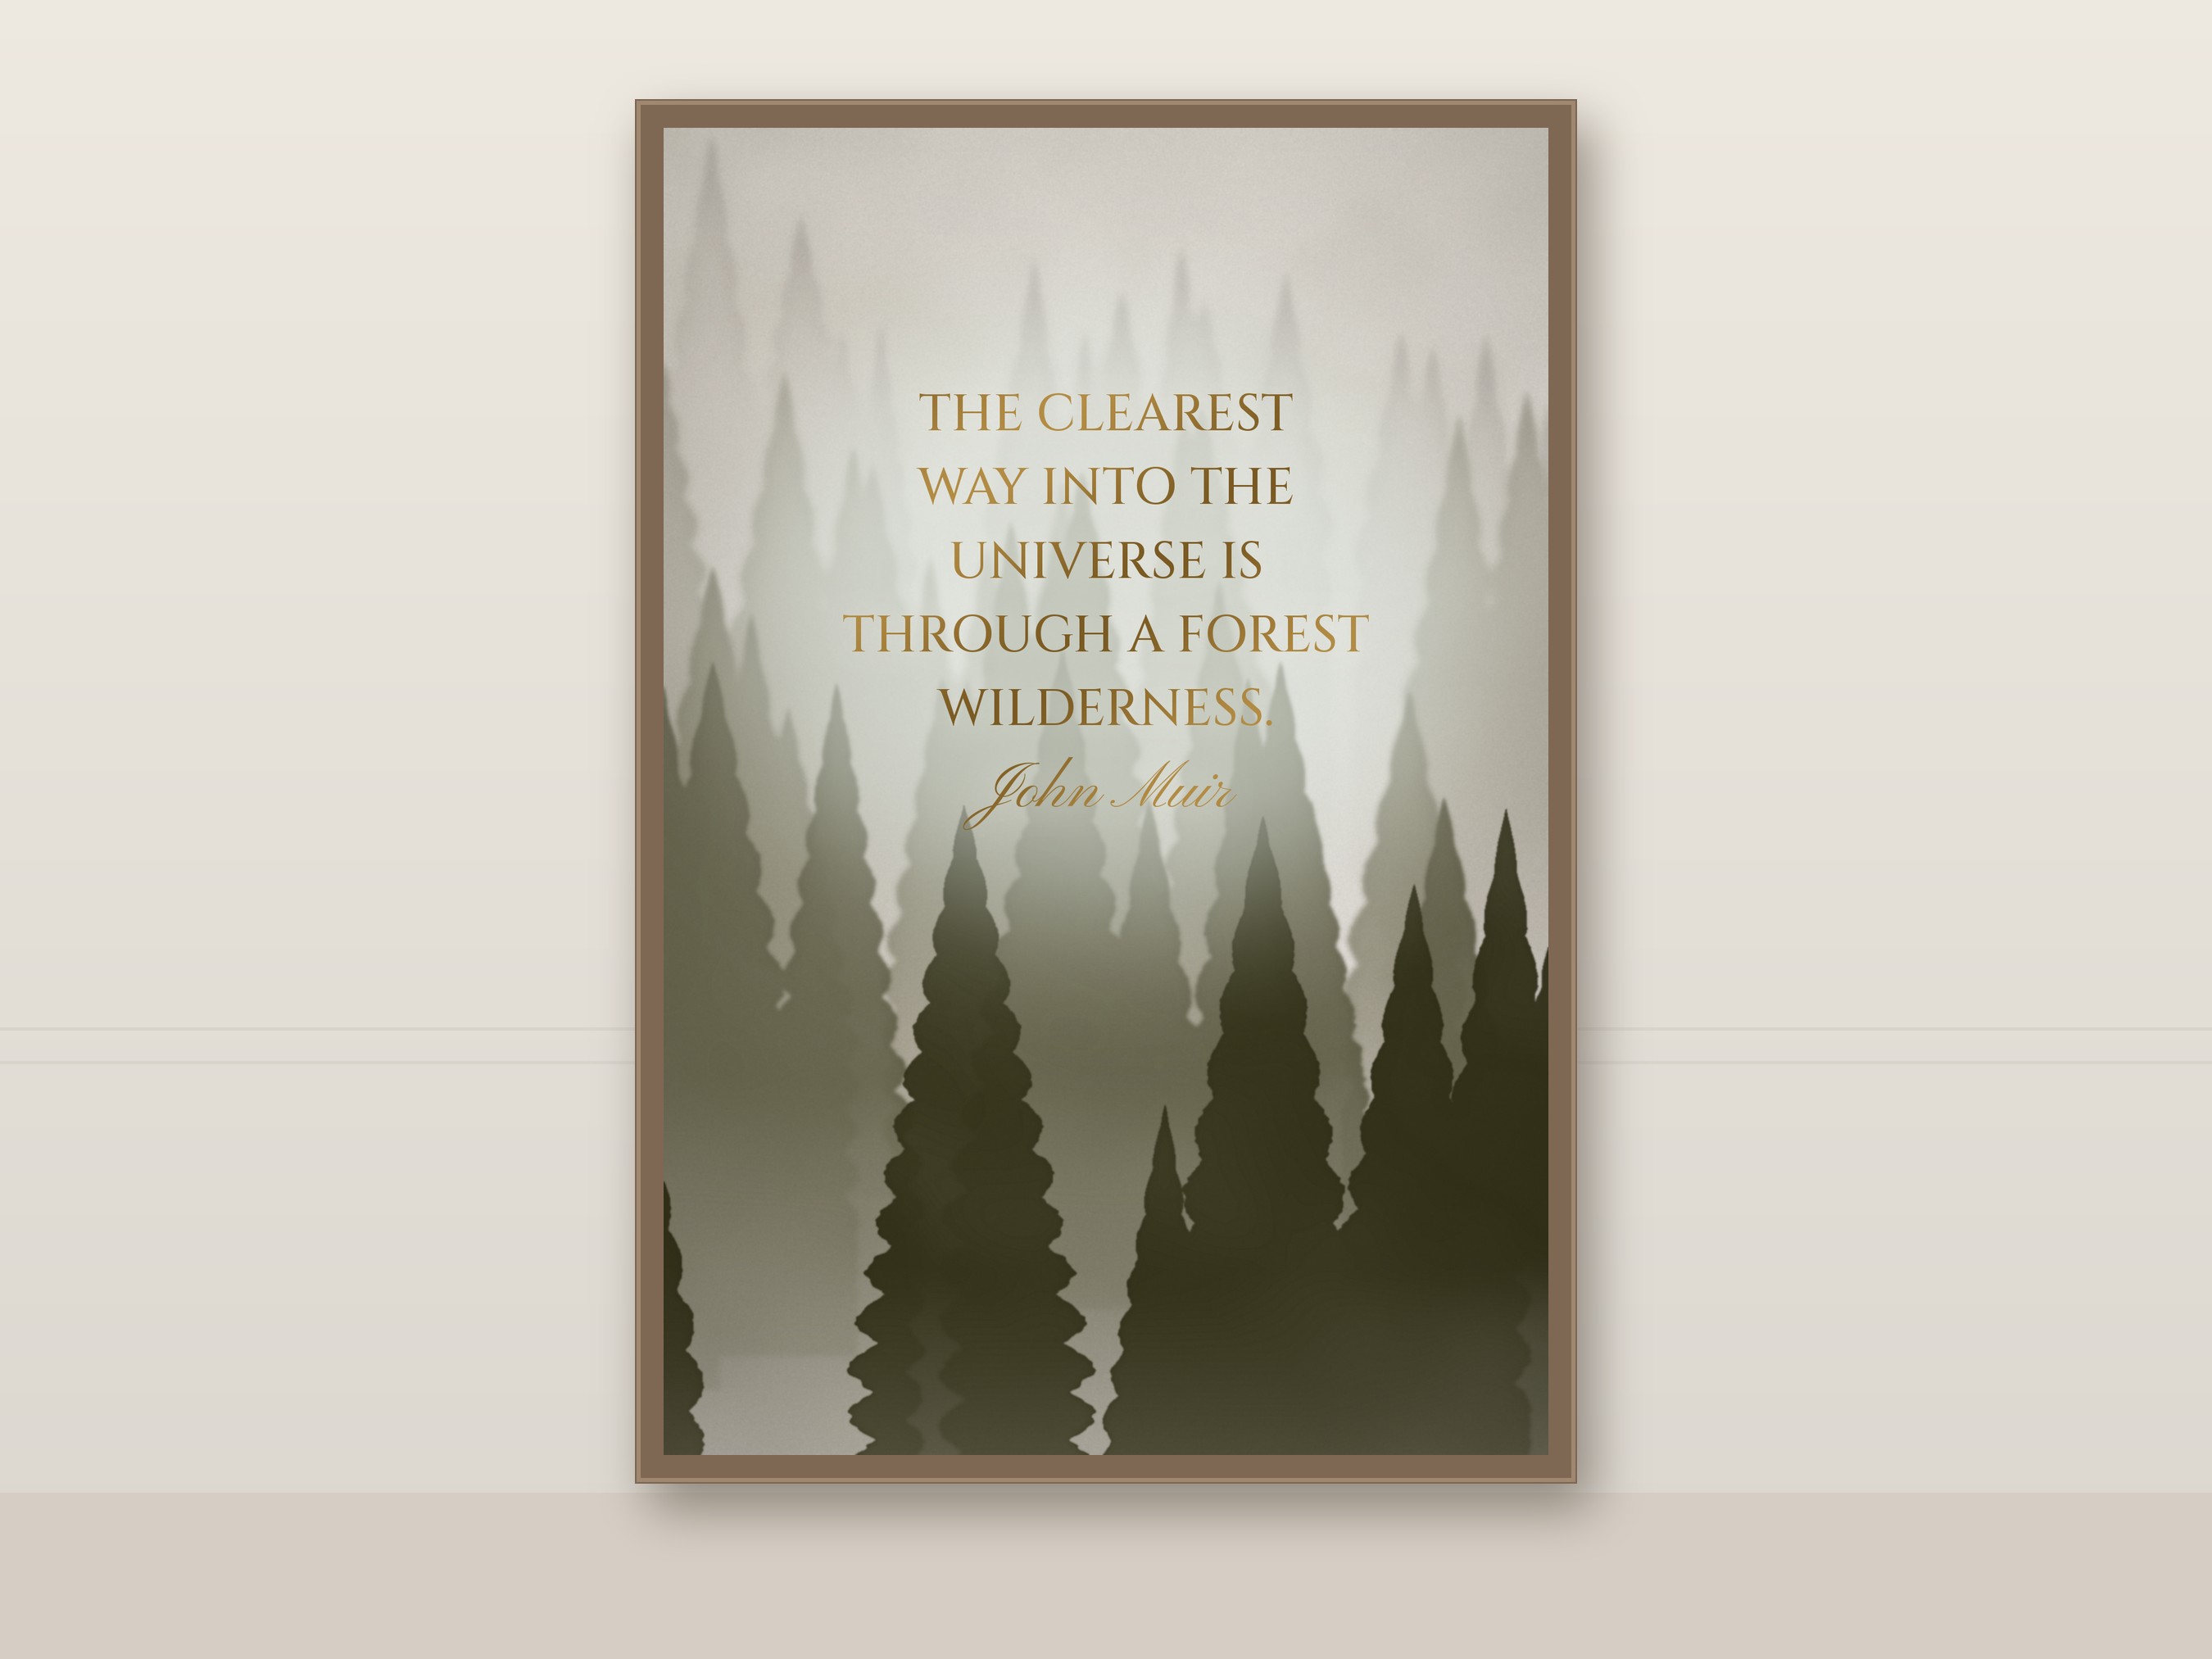 THE CLEAREST
WAY INTO THE
UNIVERSE IS
THROUGH A FOREST
WILDERNESS.
John Muir